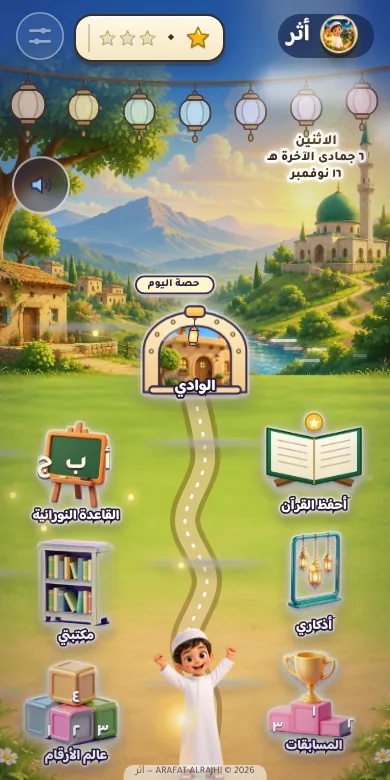 أثر
الاثنين
٦ جمادى الآخرة هـ
١٦ نوفمبر
حصة اليوم
الوادي
أ ب ج
القاعدة النورانية
أحفظ القرآن
مكتبتي
أذكاري
٤
١ ٢ ٣
عالم الأرقام
١
٢ ٣
المسابقات
أثر – ARAFAT ALRAJHI © 2026